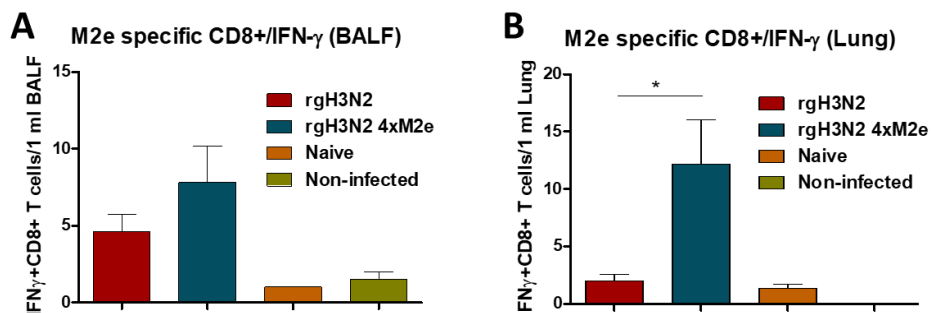 A
M2e specific CD8+/IFN-γ (BALF)
IFNγ+CD8+ T cells/1 ml BALF
15
10
5
0
rgH3N2
rgH3N2 4xM2e
Naive
Non-infected
B
M2e specific CD8+/IFN-γ (Lung)
IFNγ+CD8+ T cells/1 ml Lung
20
15
10
5
0
*
rgH3N2
rgH3N2 4xM2e
Naive
Non-infected